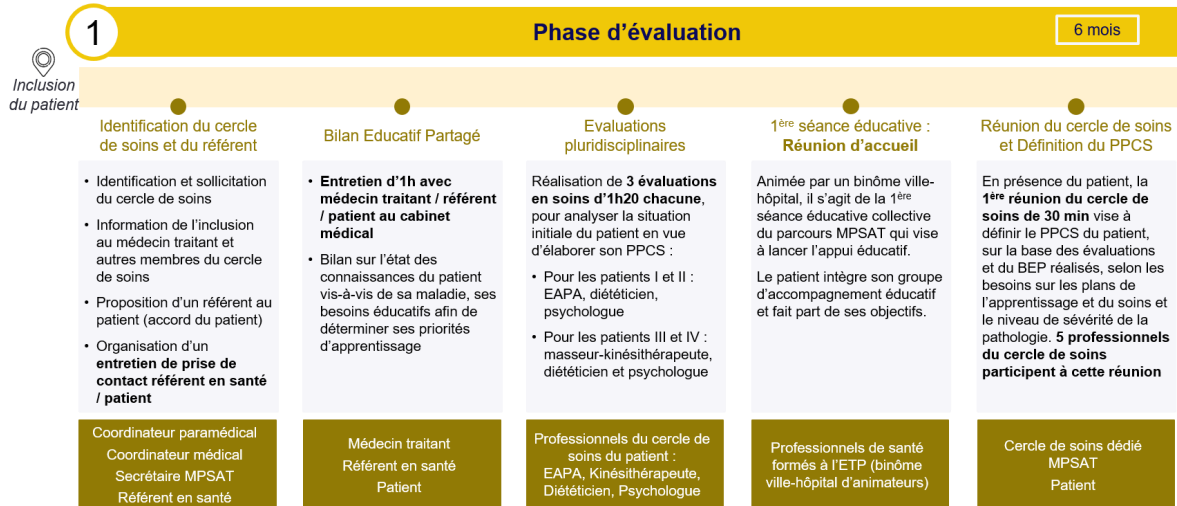 1
Phase d’évaluation
6 mois
Inclusion
du patient
Identification du cercle
de soins et du référent
• Identification et sollicitation
du cercle de soins
• Information de l’inclusion
au médecin traitant et
autres membres du cercle
de soins
• Proposition d’un référent au
patient (accord du patient)
• Organisation d’un
entretien de prise de
contact référent en santé
/ patient
Coordinateur paramédical
Coordinateur médical
Secrétaire MPSAT
Référent en santé
Bilan Educatif Partagé
• Entretien d’1h avec
médecin traitant / référent
/ patient au cabinet
médical
• Bilan sur l’état des
connaissances du patient
vis-à-vis de sa maladie, ses
besoins éducatifs afin de
déterminer ses priorités
d’apprentissage
Médecin traitant
Référent en santé
Patient
Evaluations
pluridisciplinaires
Réalisation de 3 évaluations
en soins d’1h20 chacune,
pour analyser la situation
initiale du patient en vue
d’élaborer son PPCS :
• Pour les patients I et II :
EAPA, diététicien,
psychologue
• Pour les patients III et IV :
masseur-kinésithérapeute,
diététicien et psychologue
Professionnels du cercle de
soins du patient :
EAPA, Kinésithérapeute,
Diététicien, Psychologue
1ère séance éducative :
Réunion d’accueil
Animée par un binôme ville-
hôpital, il s’agit de la 1ère
séance éducative collective
du parcours MPSAT qui vise
à lancer l’appui éducatif.
Le patient intègre son groupe
d’accompagnement éducatif
et fait part de ses objectifs.
Professionnels de santé
formés à l’ETP (binôme
ville-hôpital d’animateurs)
Réunion du cercle de soins
et Définition du PPCS
En présence du patient, la
1ère réunion du cercle de
soins de 30 min vise à
définir le PPCS du patient,
sur la base des évaluations
et du BEP réalisés, selon les
besoins sur les plans de
l’apprentissage et du soins et
le niveau de sévérité de la
pathologie. 5 professionnels
du cercle de soins
participent à cette réunion
Cercle de soins dédié
MPSAT
Patient